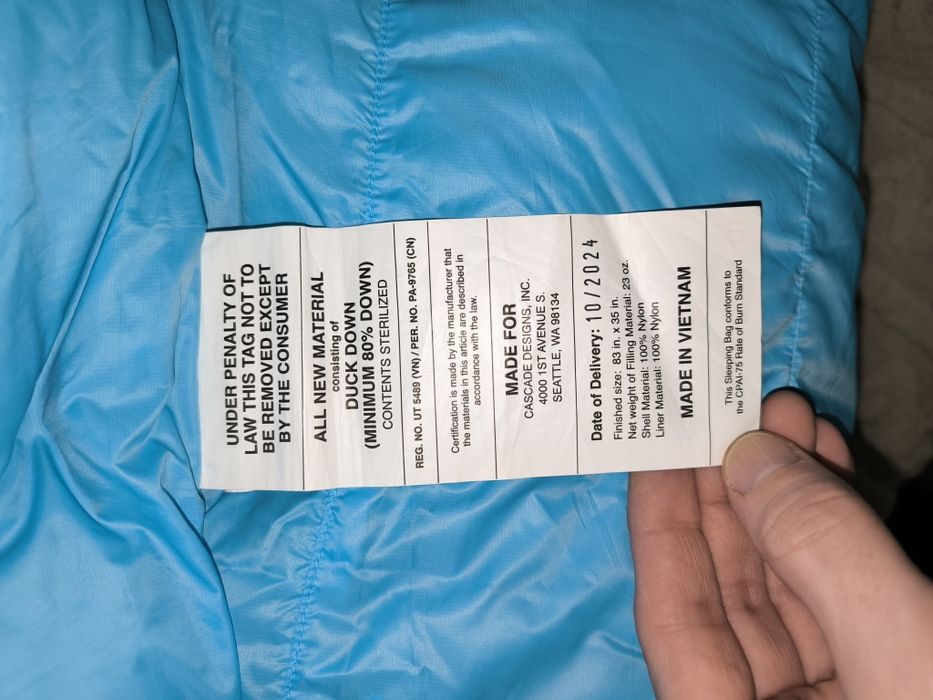 UNDER PENALTY OF
LAW THIS TAG NOT TO
BE REMOVED EXCEPT
BY THE CONSUMER
ALL NEW MATERIAL
consisting of
DUCK DOWN
(MINIMUM 80% DOWN)
CONTENTS STERILIZED
REG. NO. UT 5489 (VN) / PER. NO. PA-9765 (CN)
Certification is made by the manufacturer that
the materials in this article are described in
accordance with the law.
MADE FOR
CASCADE DESIGNS, INC.
4000 1ST AVENUE S.
SEATTLE, WA 98134
Date of Delivery: 10/2024
Finished size: 83 in. x 35 in.
Net weight of Filling Material: 23 oz.
Shell Material: 100% Nylon
Liner Material: 100% Nylon
MADE IN VIETNAM
This Sleeping Bag conforms to
the CPAI-75 Rate of Burn Standard